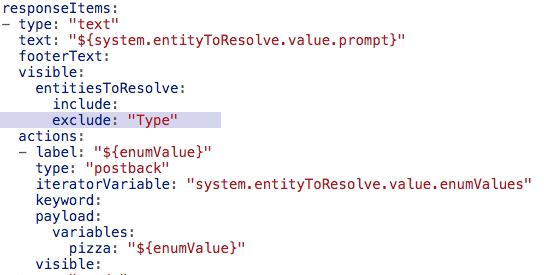 responseItems:
- type: "text"
  text: "${system.entityToResolve.value.prompt}"
  footerText:
  visible:
    entitiesToResolve:
      include:
      exclude: "Type"
  actions:
  - label: "${enumValue}"
    type: "postback"
    iteratorVariable: "system.entityToResolve.value.enumValues"
    keyword:
    payload:
      variables:
        pizza: "${enumValue}"
    visible: